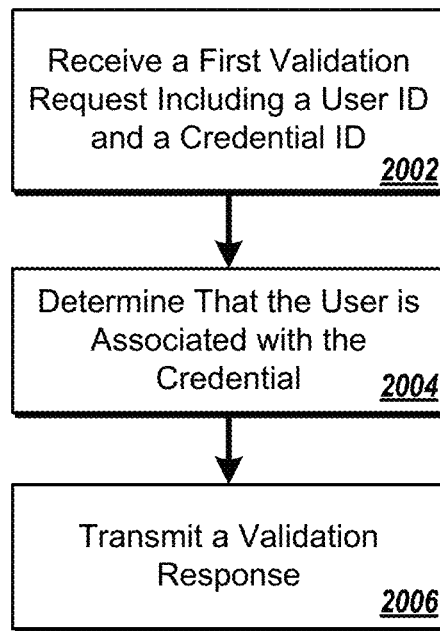 Receive a First Validation
Request Including a User ID
and a Credential ID
2002
Determine That the User is
Associated with the
Credential
2004
Transmit a Validation
Response
2006